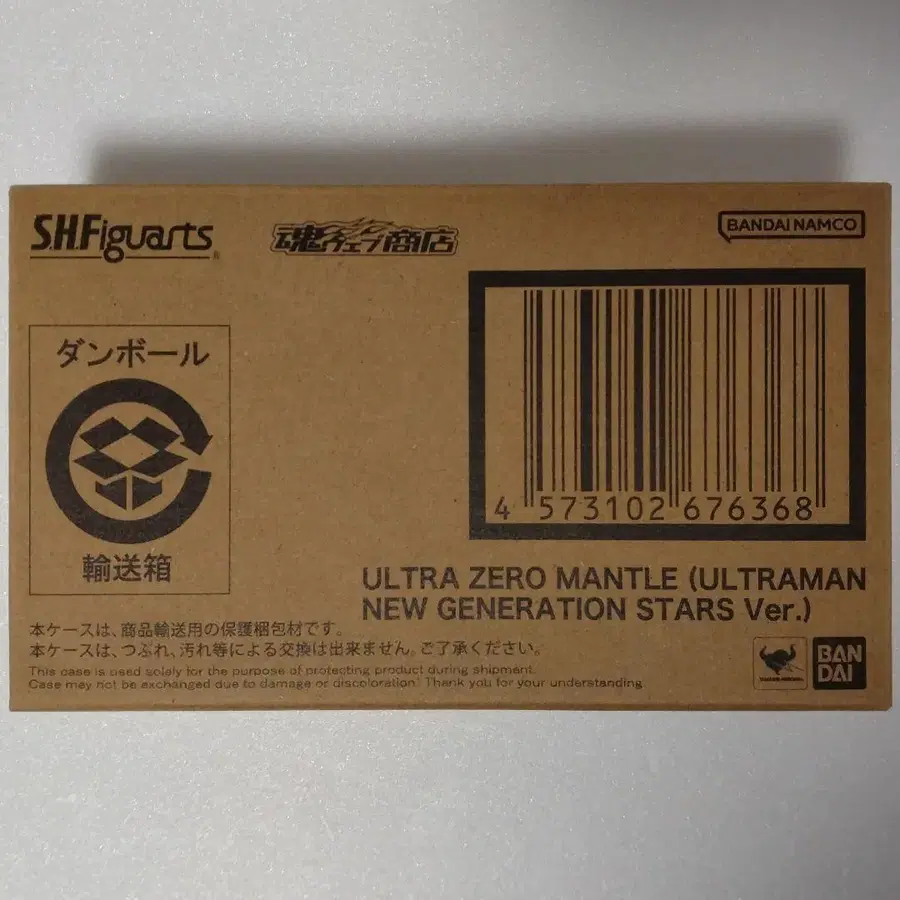 S.H.Figuarts
魂ウェブ商店
BANDAI NAMCO
ダンボール
輸送箱
4 573102 676368
ULTRA ZERO MANTLE (ULTRAMAN
NEW GENERATION STARS Ver.)
本ケースは、商品輸送用の保護梱包材です。
本ケースは、つぶれ、汚れ等による交換は出来ません。ご了承ください。
This case is used solely for the purpose of protecting product during shipment.
Case may not be exchanged due to damage or discoloration. Thank you for your understanding
BAN
DAI